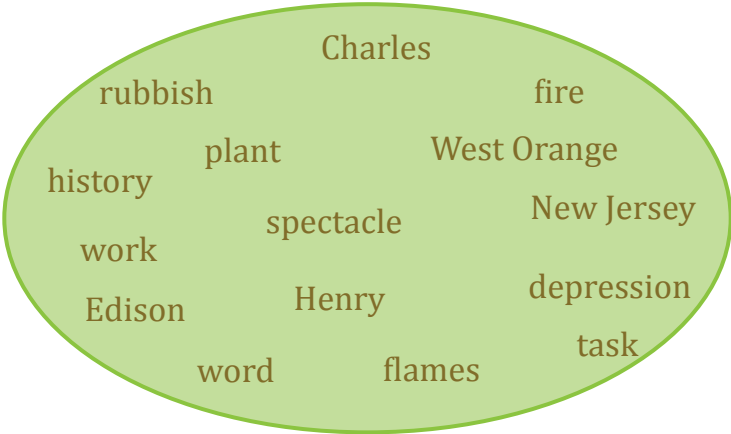 Charles
rubbish
fire
plant
West Orange
history
New Jersey
spectacle
work
depression
Edison
Henry
task
word
flames